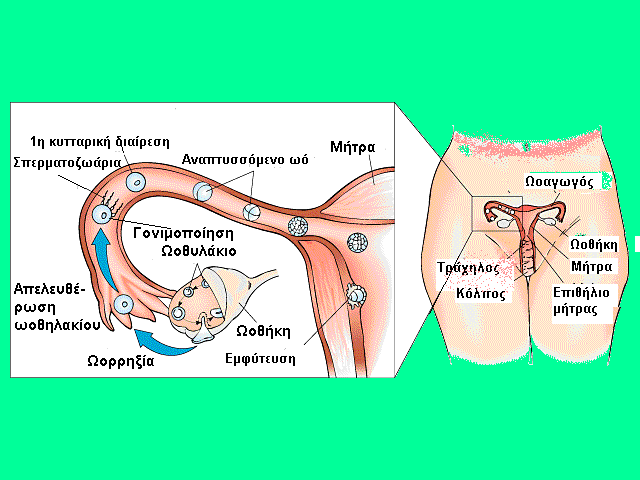 1η κυτταρική διαίρεση
Σπερματοζωάρια
Αναπτυσσόμενο ωό
Μήτρα
Γονιμοποίηση
Ωοθυλάκιο
Απελευθέ-
ρωση
ωοθηλακίου
Ωοθήκη
Ωορρηξία
Εμφύτευση
Ωοαγωγός
Ωοθήκη
Τράχηλος
Μήτρα
Κόλπος
Επιθήλιο
μήτρας